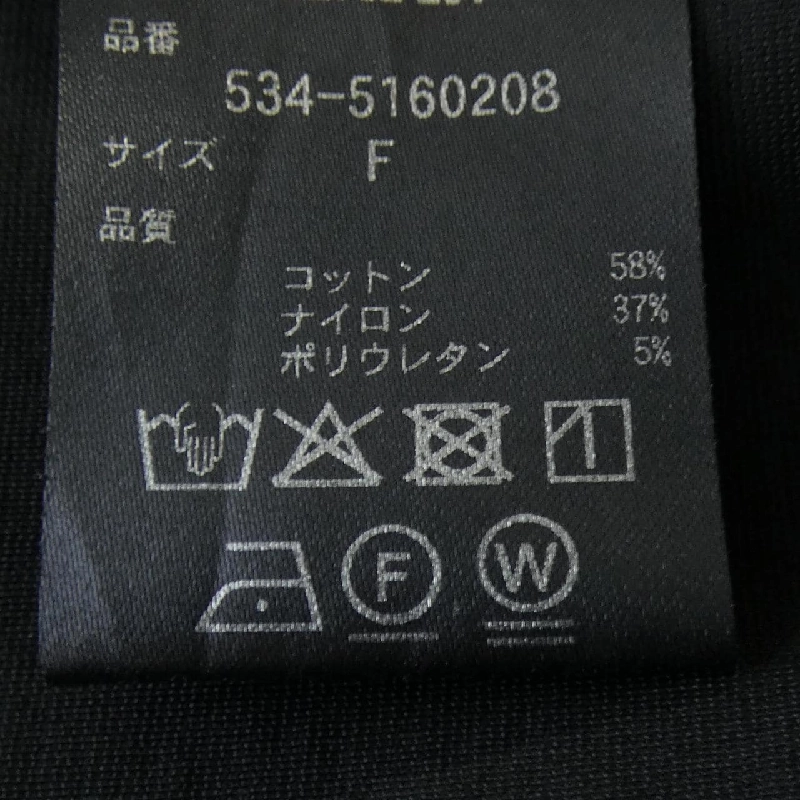 品番
534-5160208
サイズ F
品質
コットン 58%
ナイロン 37%
ポリウレタン 5%
F
W